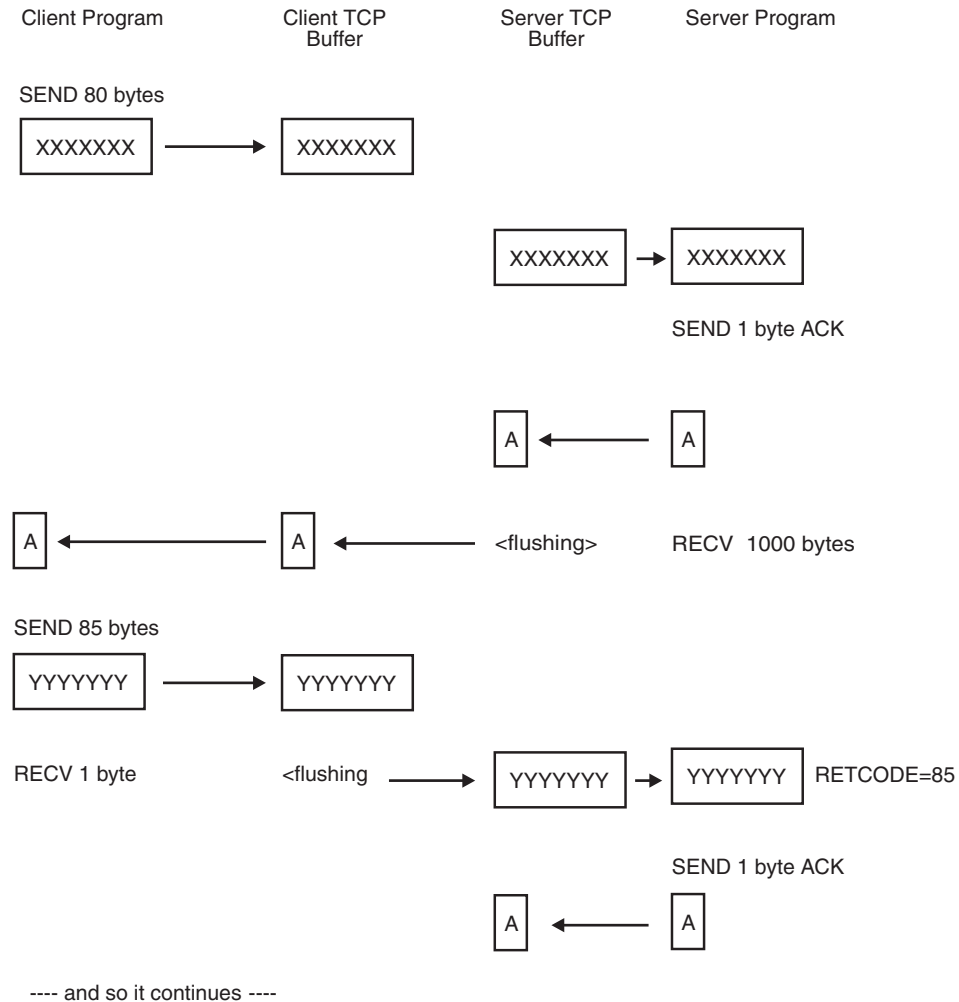 Client Program
Client TCP
Buffer
Server TCP
Buffer
Server Program
SEND 80 bytes
XXXXXXX
XXXXXXX
XXXXXXX
XXXXXXX
SEND 1 byte ACK
A
A
A
A
<flushing>
RECV 1000 bytes
SEND 85 bytes
YYYYYYY
YYYYYYY
RECV 1 byte
<flushing
YYYYYYY
YYYYYYY
RETCODE=85
SEND 1 byte ACK
A
A
---- and so it continues ----